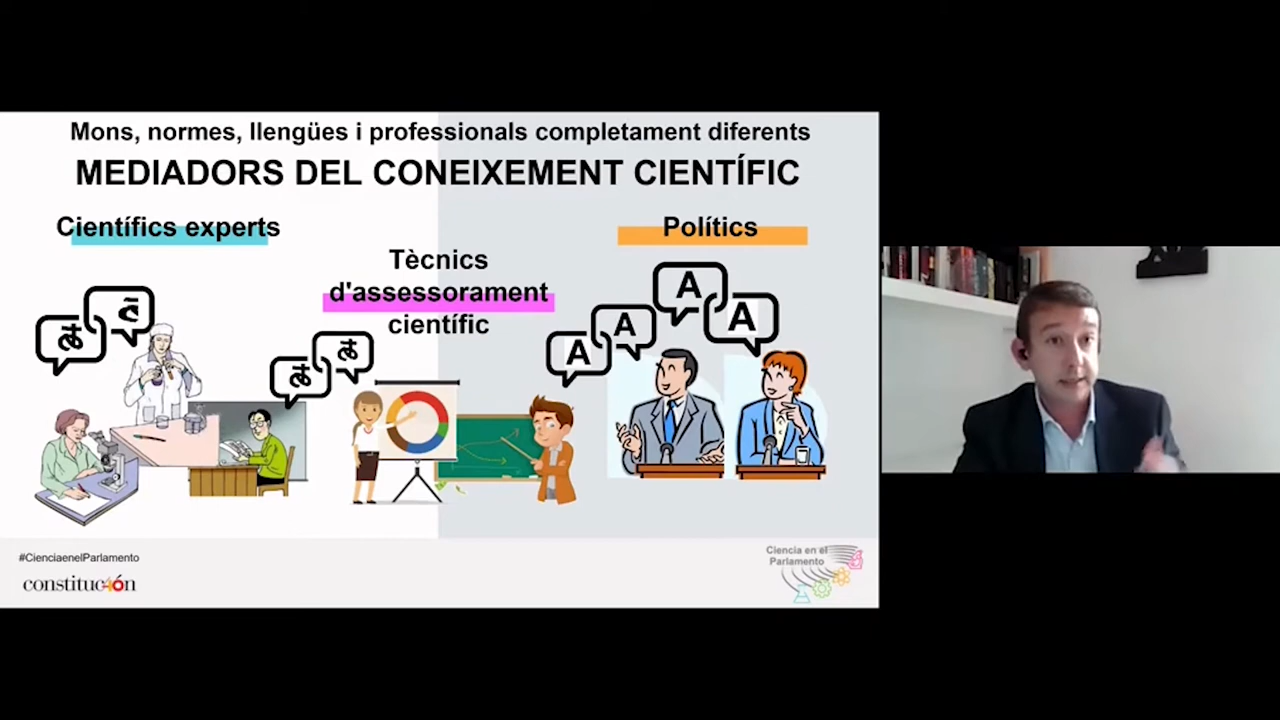 Mons, normes, llengües i professionals completament diferents
MEDIADORS DEL CONEIXEMENT CIENTÍFIC
Científics experts
Polítics
Tècnics
d'assessorament
científic
A
A
A
A
#CienciaenelParlamento
constituc40n
Ciencia en el
Parlamento